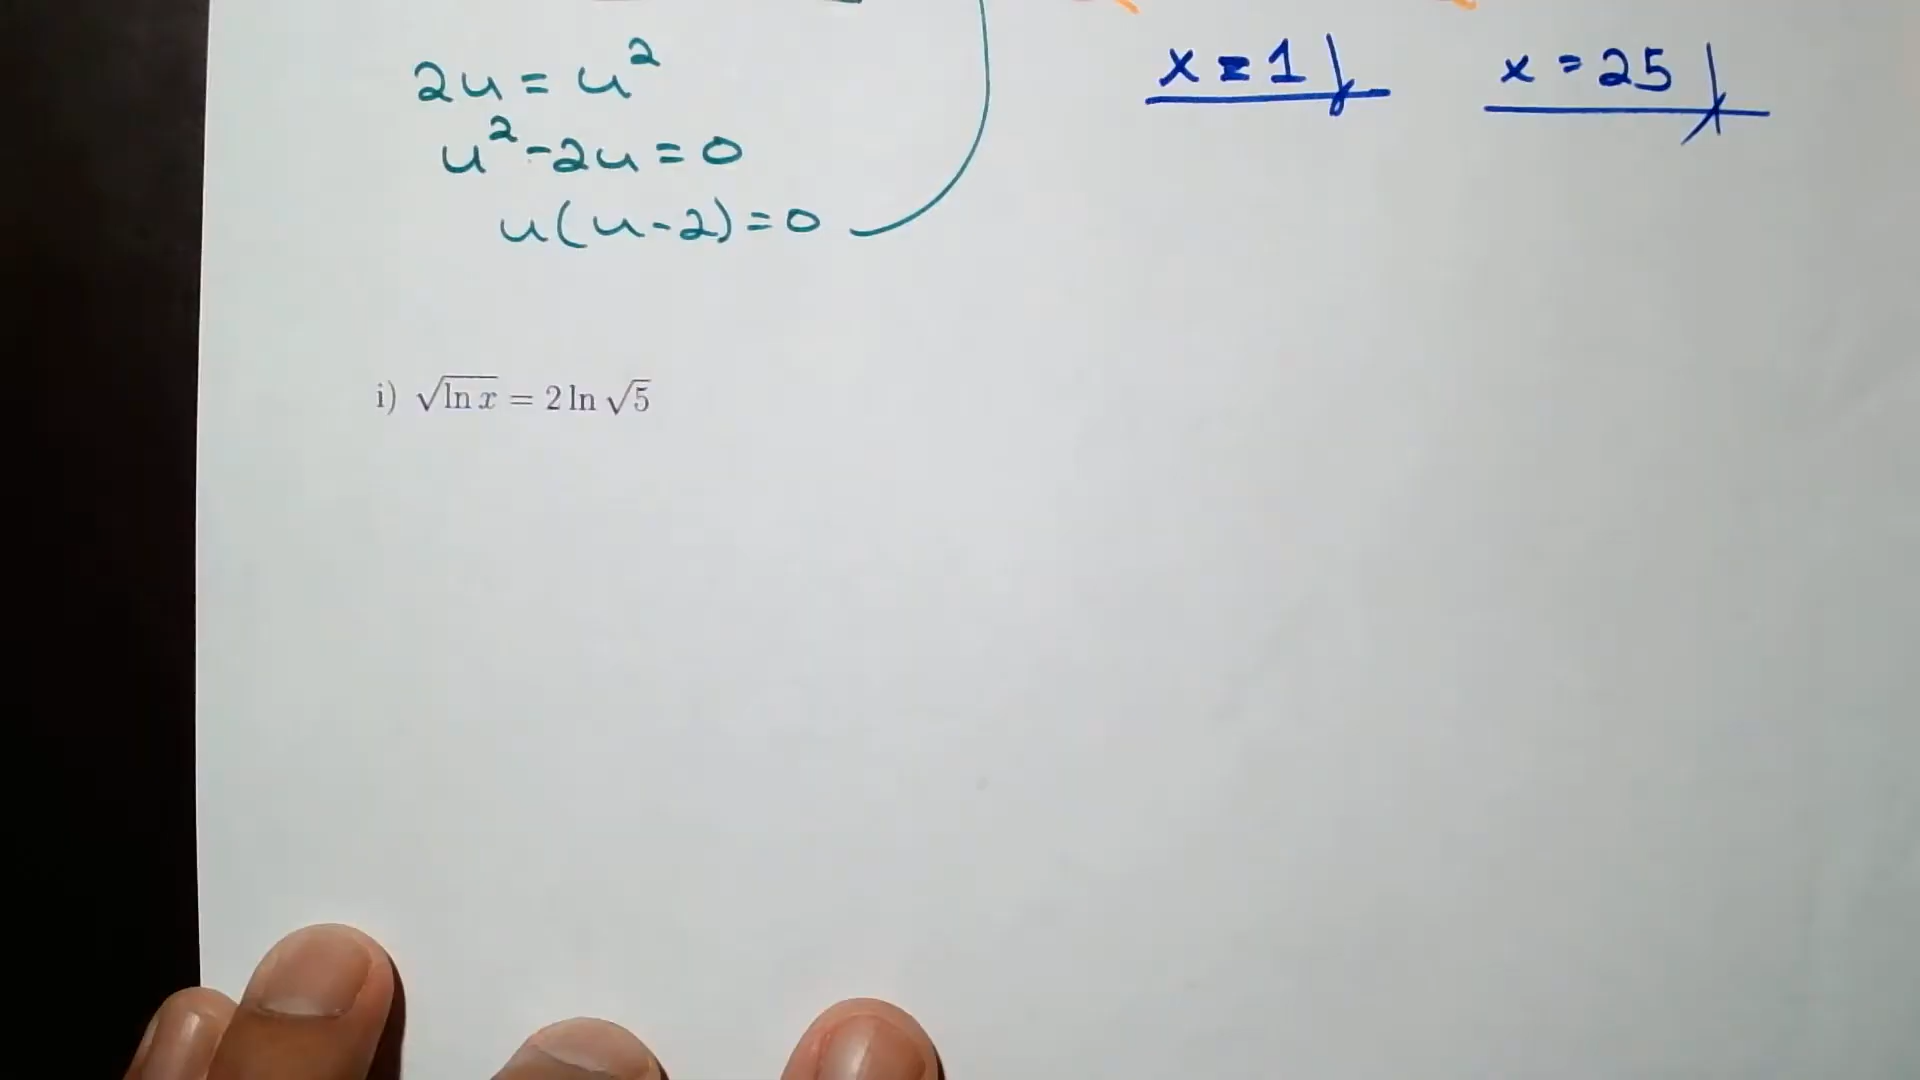 2u = u²
u² - 2u = 0
u(u - 2) = 0
x = 1
x = 25
i) √ln x = 2 ln √5